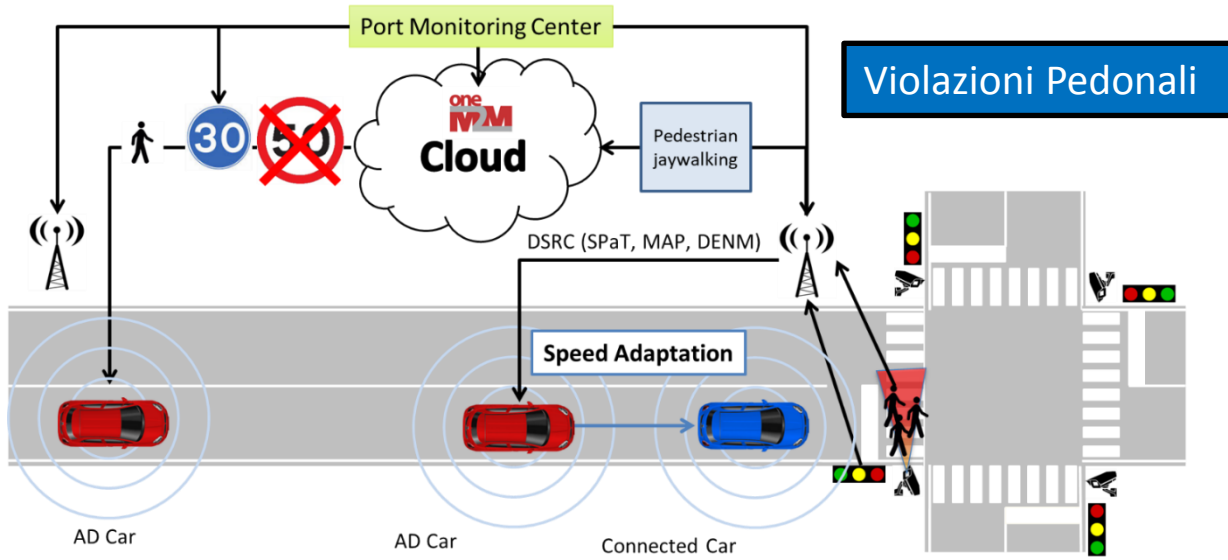 Port Monitoring Center
Violazioni Pedonali
one
M2M
Cloud
30
50
Pedestrian
jaywalking
DSRC (SPaT, MAP, DENM)
Speed Adaptation
AD Car
AD Car
Connected Car